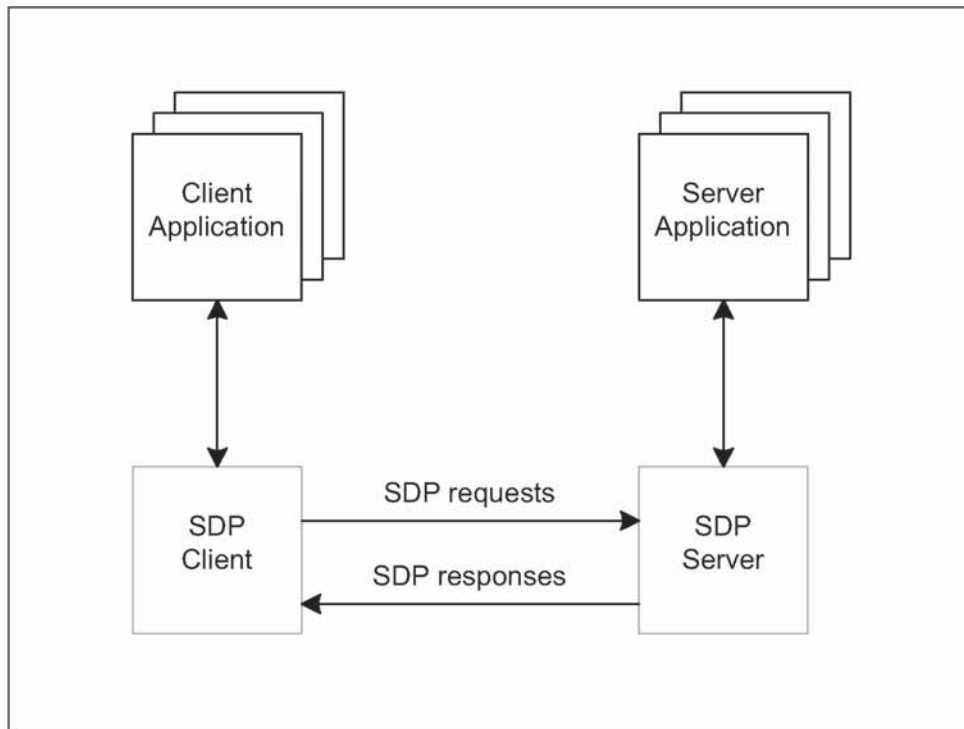 Client
Application
Server
Application
SDP requests
SDP
Client
SDP
Server
SDP responses